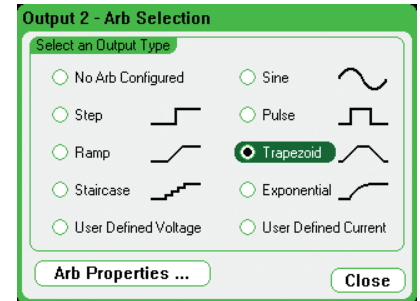 Output 2 - Arb Selection
Select an Output Type
No Arb Configured
Sine
Step
Pulse
Ramp
Trapezoid
Staircase
Exponential
User Defined Voltage
User Defined Current
Arb Properties ...
Close